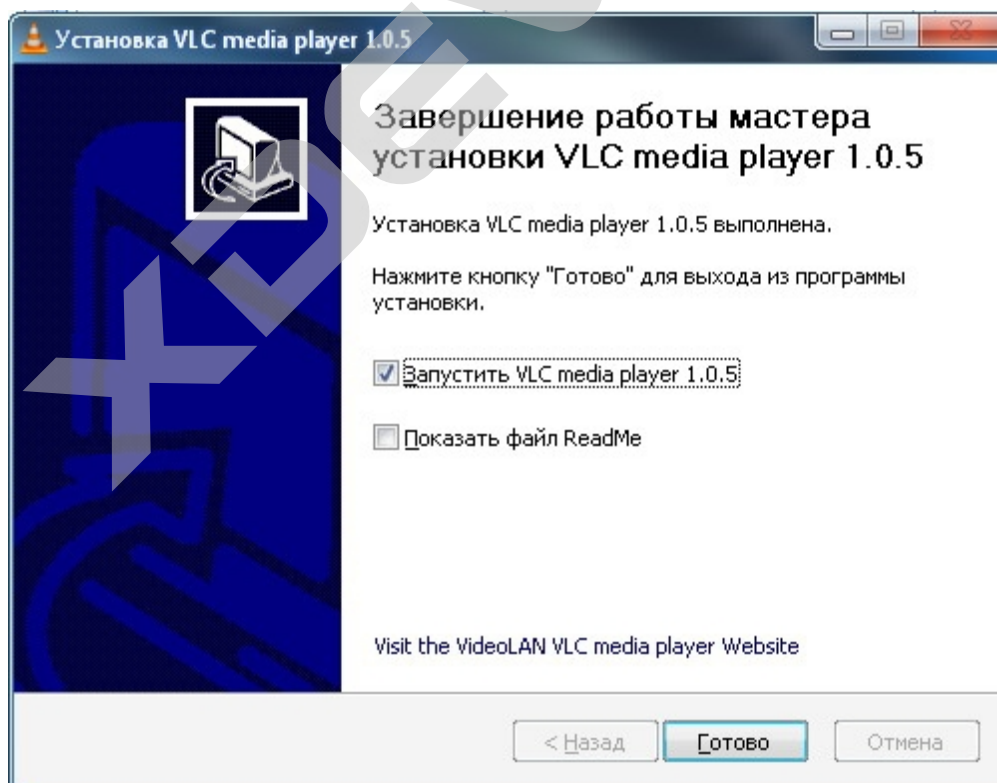 Установка VLC media player 1.0.5
Завершение работы мастера
установки VLC media player 1.0.5
Установка VLC media player 1.0.5 выполнена.
Нажмите кнопку "Готово" для выхода из программы
установки.
Запустить VLC media player 1.0.5
Показать файл ReadMe
Visit the VideoLAN VLC media player Website
< Назад
Готово
Отмена